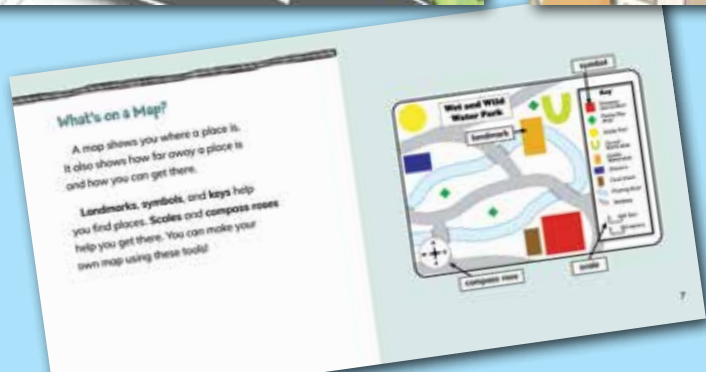 What's on a Map?
A map shows you where a place is.
It also shows how far away a place is
and how you can get there.
Landmarks, symbols, and keys help
you find places. Scales and compass roses
help you get there. You can make your
own map using these tools!
symbol
Key
Wet and Wild
Water Park
landmark
scale
compass rose
7